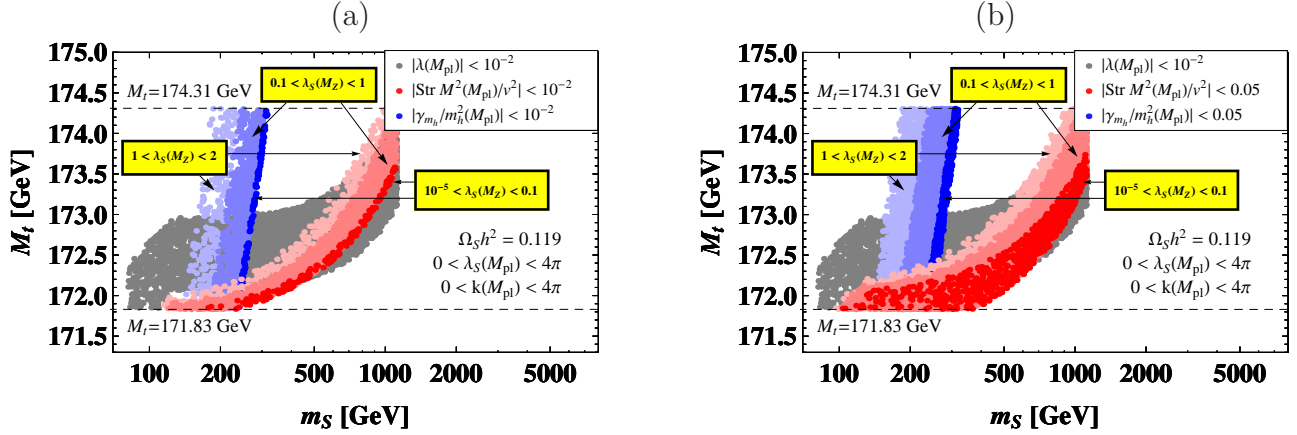 (a)
175.0
174.5
174.0
173.5
173.0
172.5
172.0
171.5
M_t [GeV]
|λ(M_pl)| < 10^−2
|Str M^2(M_pl)/v^2| < 10^−2
|γ_{m_h}/m_h^2(M_pl)| < 10^−2
0.1 < λ_S(M_Z) < 1
M_t=174.31 GeV
1 < λ_S(M_Z) < 2
10^−5 < λ_S(M_Z) < 0.1
Ω_S h^2 = 0.119
0 < λ_S(M_pl) < 4π
0 < k(M_pl) < 4π
M_t=171.83 GeV
100 200 500 1000 2000 5000
m_S [GeV]
(b)
175.0
174.5
174.0
173.5
173.0
172.5
172.0
171.5
M_t [GeV]
|λ(M_pl)| < 10^−2
|Str M^2(M_pl)/v^2| < 0.05
|γ_{m_h}/m_h^2(M_pl)| < 0.05
0.1 < λ_S(M_Z) < 1
M_t=174.31 GeV
1 < λ_S(M_Z) < 2
10^−5 < λ_S(M_Z) < 0.1
Ω_S h^2 = 0.119
0 < λ_S(M_pl) < 4π
0 < k(M_pl) < 4π
M_t=171.83 GeV
100 200 500 1000 2000 5000
m_S [GeV]